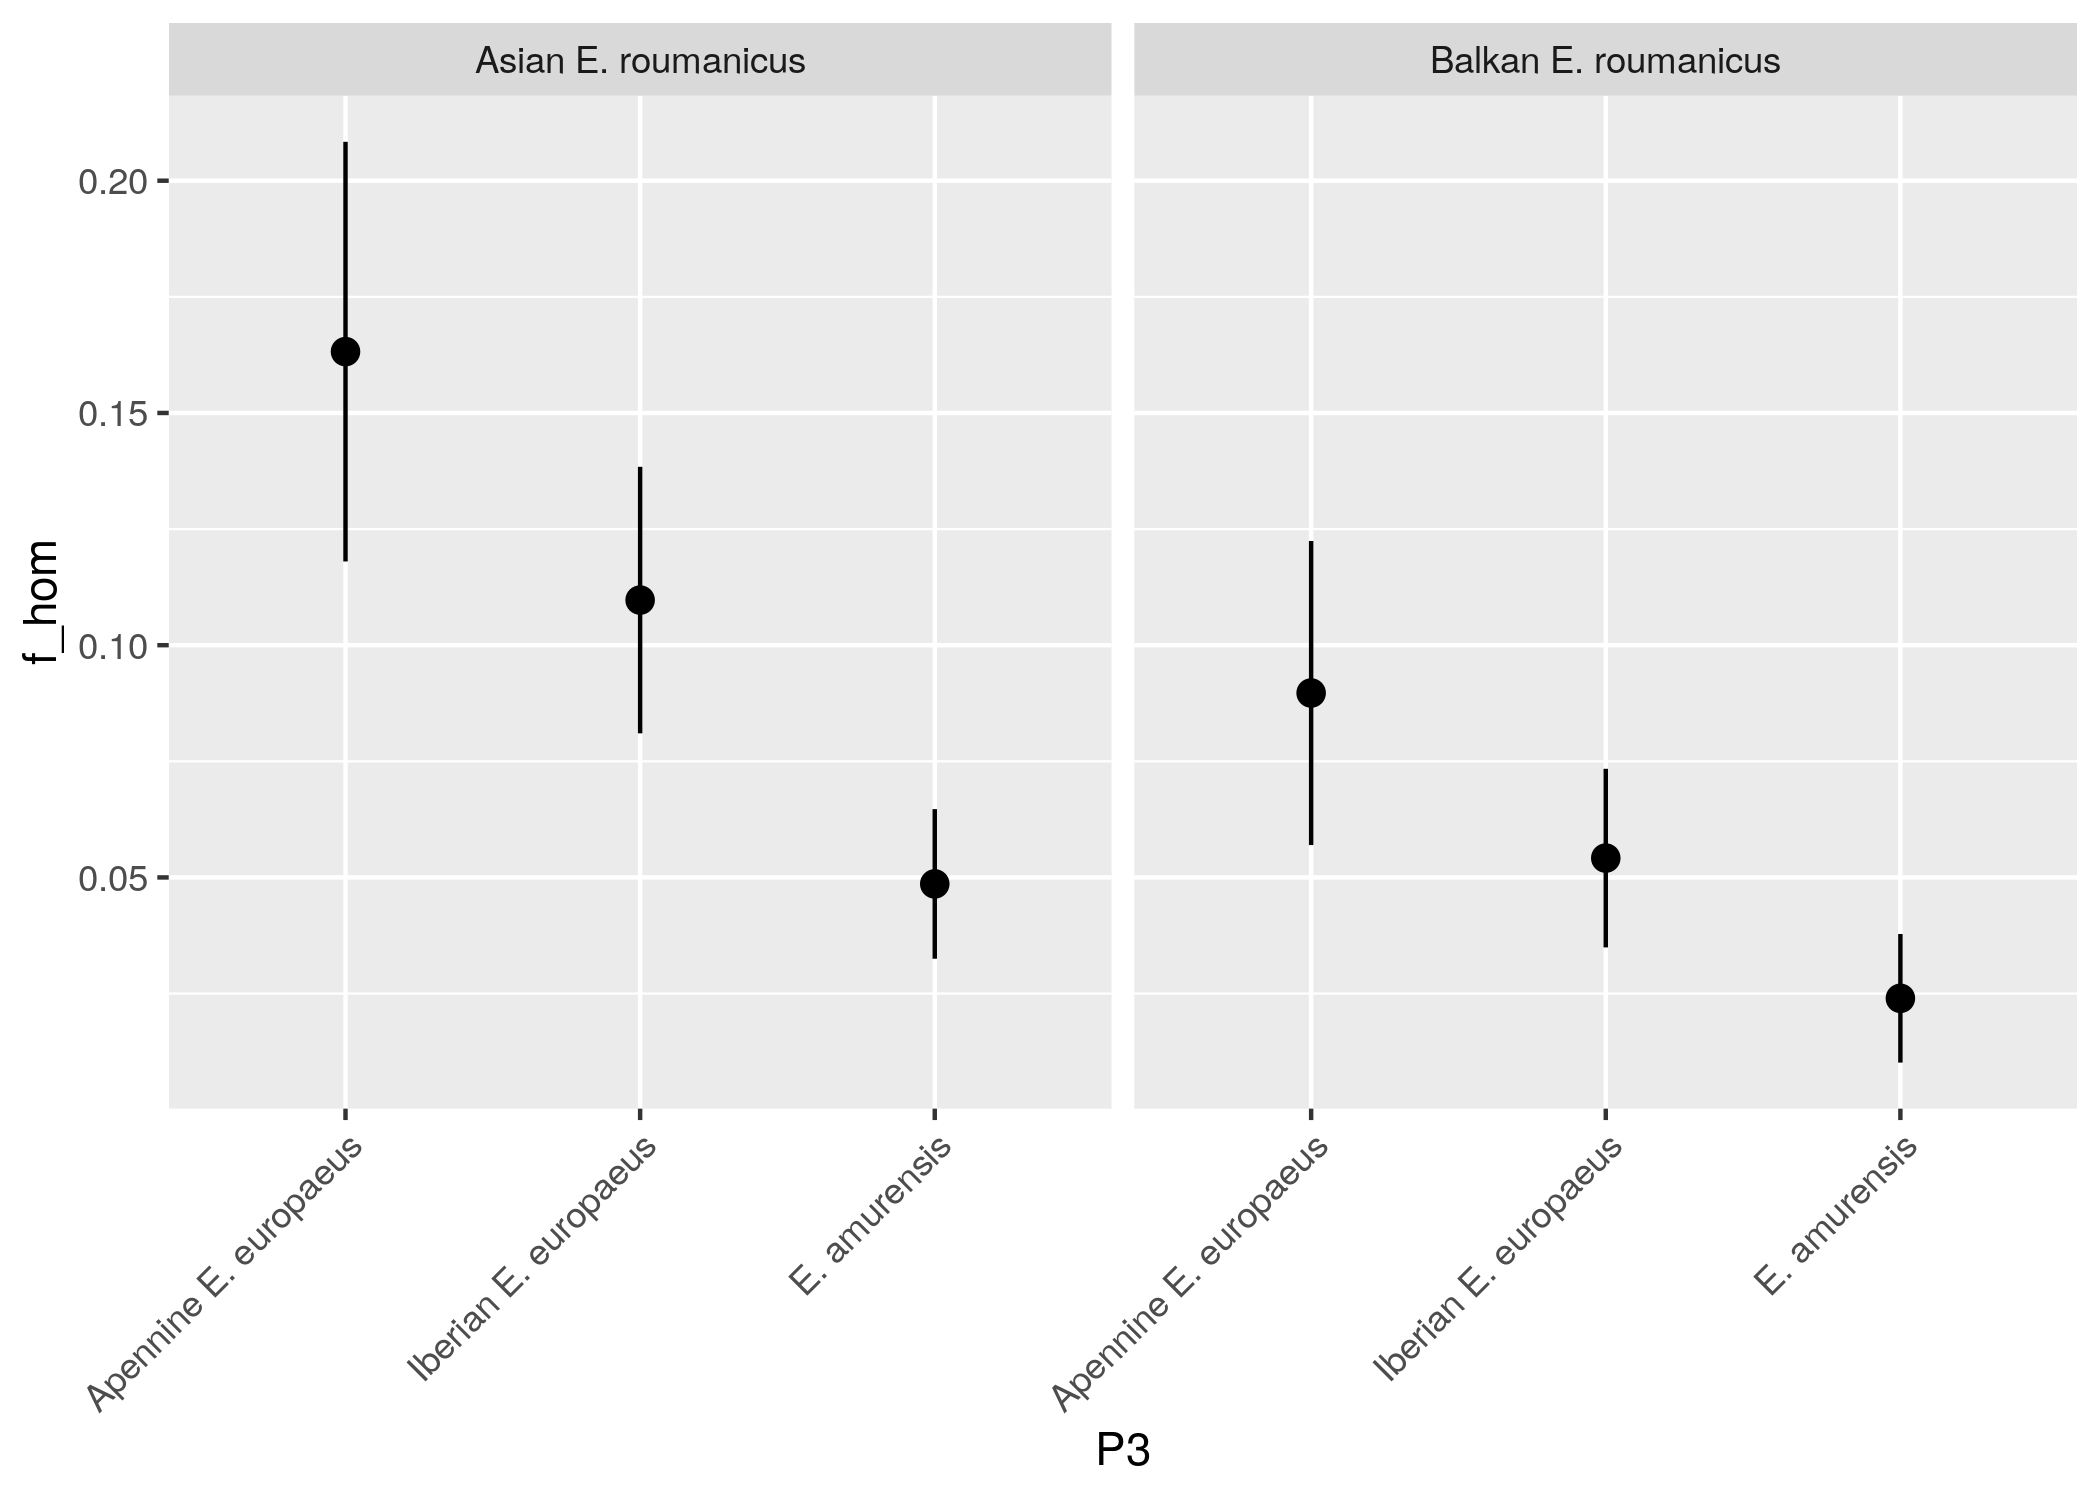 Asian E. roumanicus
Balkan E. roumanicus
f_hom
0.20
0.15
0.10
0.05
Apennine E. europaeus
Iberian E. europaeus
E. amurensis
Apennine E. europaeus
Iberian E. europaeus
E. amurensis
P3